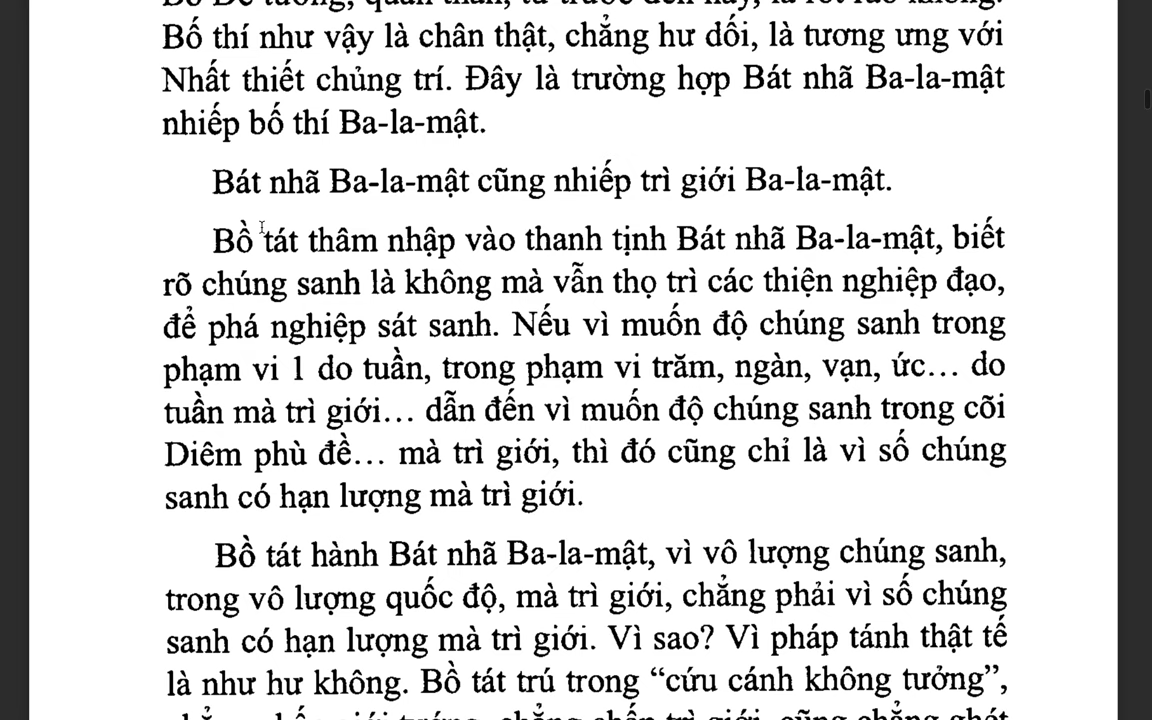 Bố thí như vậy là chân thật, chẳng hư dối, là tương ưng với
Nhất thiết chủng trí. Đây là trường hợp Bát nhã Ba-la-mật
nhiếp bố thí Ba-la-mật.
Bát nhã Ba-la-mật cũng nhiếp trì giới Ba-la-mật.
Bồ tát thâm nhập vào thanh tịnh Bát nhã Ba-la-mật, biết
rõ chúng sanh là không mà vẫn thọ trì các thiện nghiệp đạo,
để phá nghiệp sát sanh. Nếu vì muốn độ chúng sanh trong
phạm vi 1 do tuần, trong phạm vi trăm, ngàn, vạn, ức... do
tuần mà trì giới... dẫn đến vì muốn độ chúng sanh trong cõi
Diêm phù đề... mà trì giới, thì đó cũng chỉ là vì số chúng
sanh có hạn lượng mà trì giới.
Bồ tát hành Bát nhã Ba-la-mật, vì vô lượng chúng sanh,
trong vô lượng quốc độ, mà trì giới, chẳng phải vì số chúng
sanh có hạn lượng mà trì giới. Vì sao? Vì pháp tánh thật tế
là như hư không. Bồ tát trú trong “cứu cánh không tưởng”,